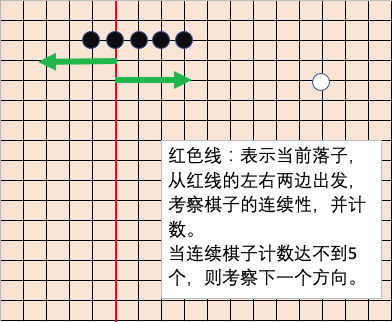 红色线：表示当前落子，
从红线的左右两边出发，
考察棋子的连续性，并计
数。
当连续棋子计数达不到5
个，则考察下一个方向。